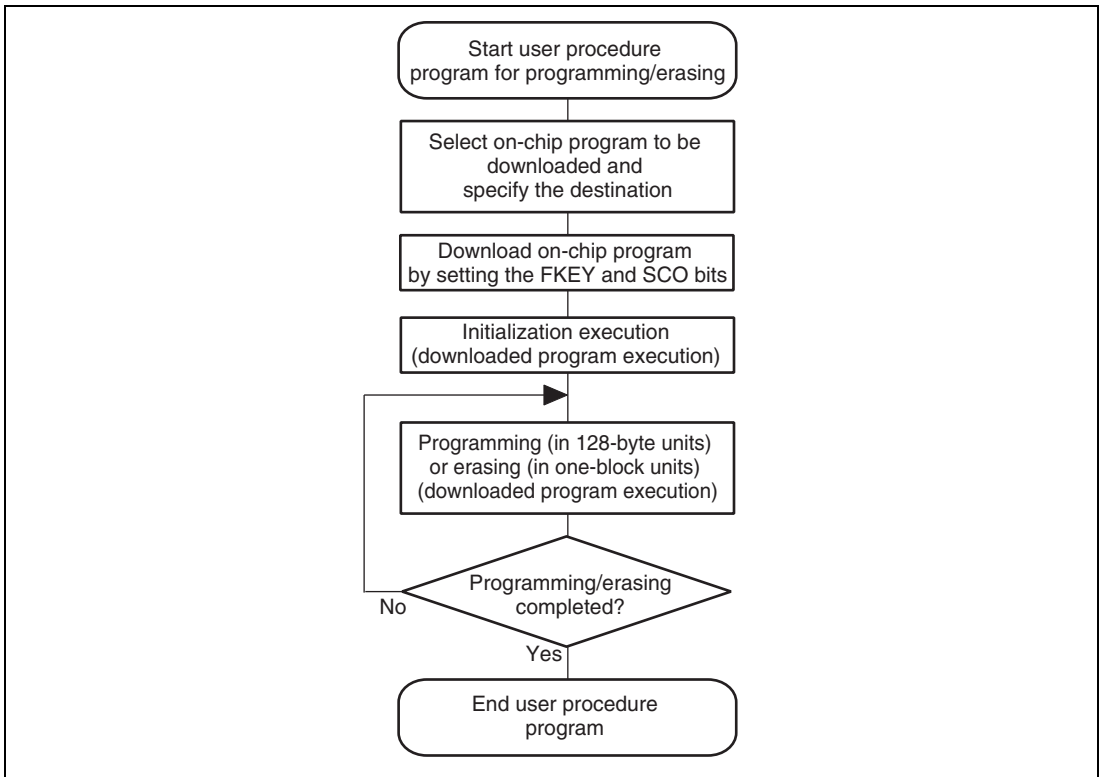 Start user procedure
program for programming/erasing
Select on-chip program to be
downloaded and
specify the destination
Download on-chip program
by setting the FKEY and SCO bits
Initialization execution
(downloaded program execution)
Programming (in 128-byte units)
or erasing (in one-block units)
(downloaded program execution)
Programming/erasing
completed?
No
Yes
End user procedure
program